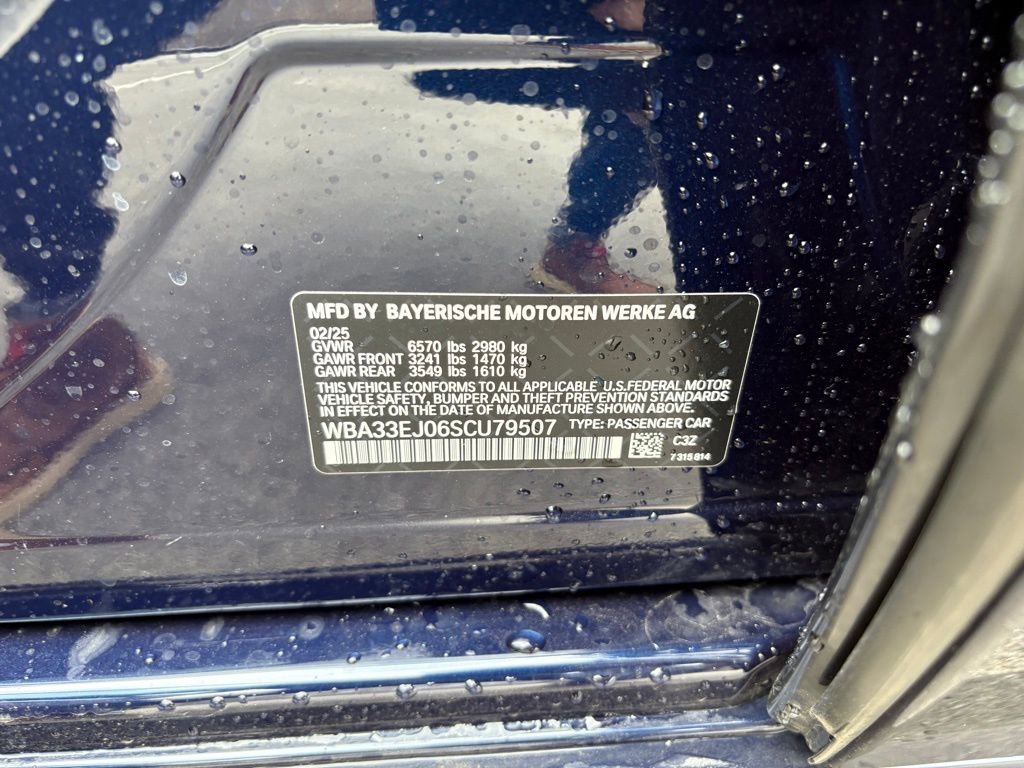 MFD BY BAYERISCHE MOTOREN WERKE AG
02/25
GVWR 6570 lbs 2980 kg
GAWR FRONT 3241 lbs 1470 kg
GAWR REAR 3549 lbs 1610 kg
THIS VEHICLE CONFORMS TO ALL APPLICABLE U.S.FEDERAL MOTOR
VEHICLE SAFETY, BUMPER AND THEFT PREVENTION STANDARDS
IN EFFECT ON THE DATE OF MANUFACTURE SHOWN ABOVE.
WBA33EJ06SCU79507 TYPE: PASSENGER CAR
C3Z
7315814